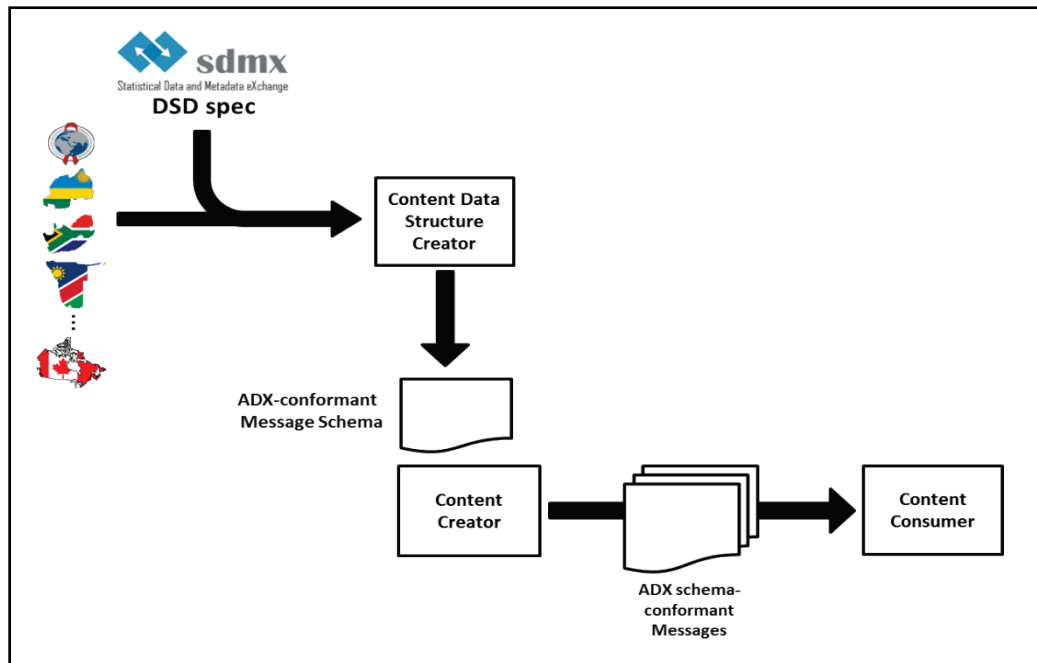 sdmx
Statistical Data and Metadata eXchange
DSD spec
Content Data
Structure
Creator
ADX-conformant
Message Schema
Content
Creator
Content
Consumer
ADX schema-
conformant
Messages